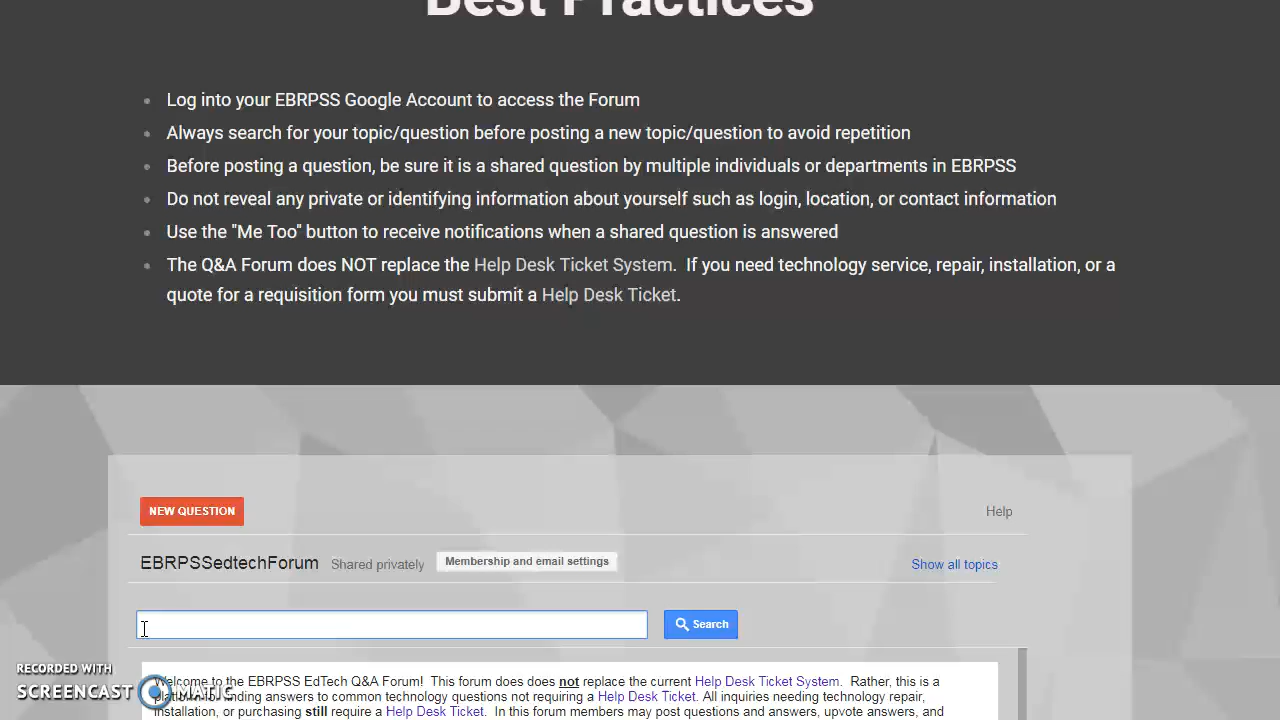 Best Practices
Log into your EBRPSS Google Account to access the Forum
Always search for your topic/question before posting a new topic/question to avoid repetition
Before posting a question, be sure it is a shared question by multiple individuals or departments in EBRPSS
Do not reveal any private or identifying information about yourself such as login, location, or contact information
Use the "Me Too" button to receive notifications when a shared question is answered
The Q&A Forum does NOT replace the Help Desk Ticket System. If you need technology service, repair, installation, or a
quote for a requisition form you must submit a Help Desk Ticket.
NEW QUESTION
Help
EBRPSSedtechForum Shared privately Membership and email settings Show all topics
Search
Welcome to the EBRPSS EdTech Q&A Forum! This forum does does not replace the current Help Desk Ticket System. Rather, this is a
finding answers to common technology questions not requiring a Help Desk Ticket. All inquiries needing technology repair,
installation, or purchasing still require a Help Desk Ticket. In this forum members may post questions and answers, upvote answers, and
RECORDED WITH
SCREENCAST MATIC